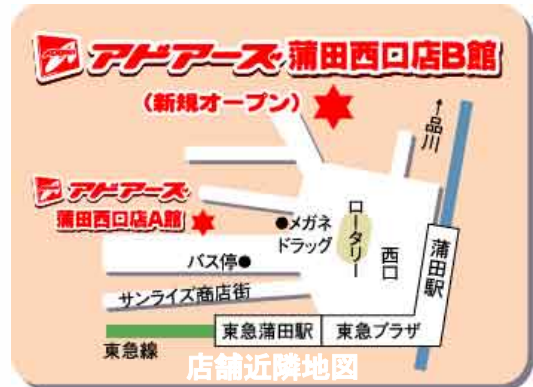 アドアーズ 蒲田西口店B館
(新規オープン)
↑品川
アドアーズ
蒲田西口店A館
●メガネ
ドラッグ
ロータリー
西口
蒲田駅
バス停●
サンライズ商店街
東急線
東急蒲田駅
東急プラザ
店舗近隣地図